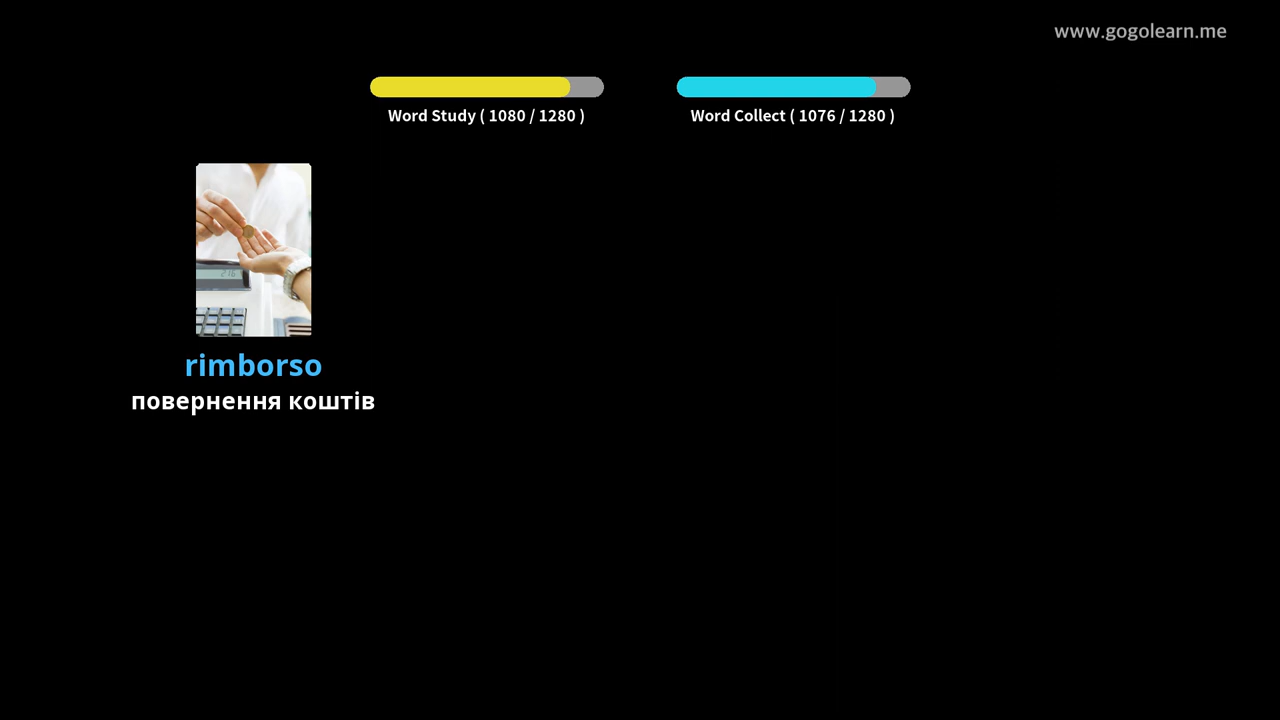 www.gogolearn.me
Word Study ( 1080 / 1280 )
Word Collect ( 1076 / 1280 )
rimborso
повернення коштів